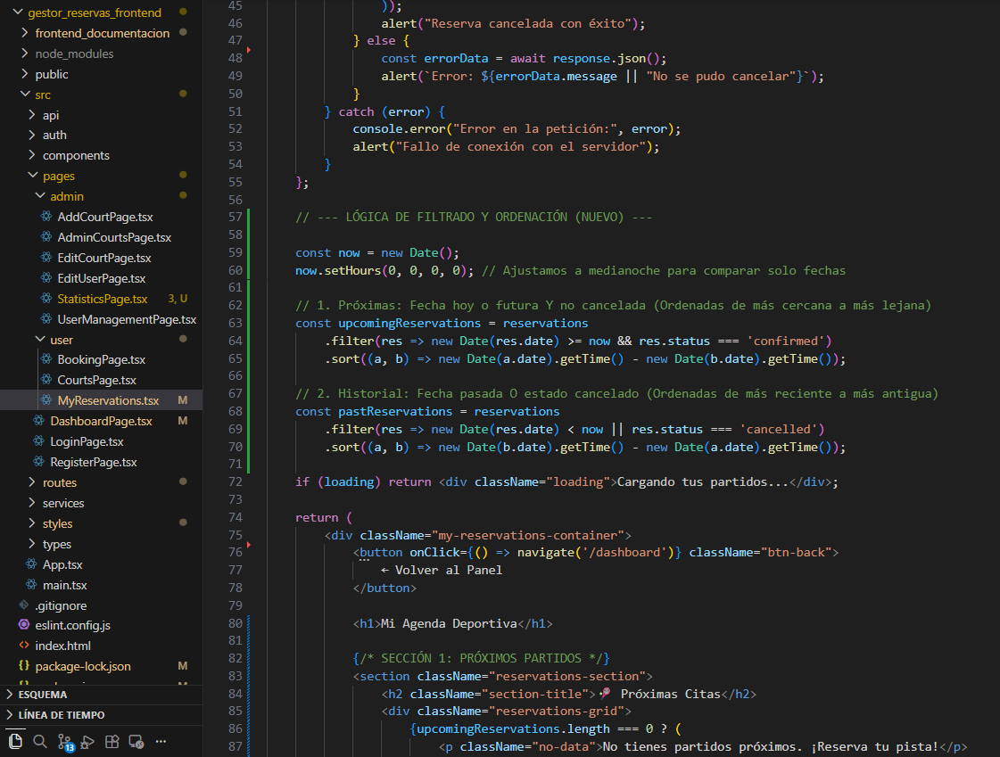 gestor_reservas_frontend
frontend_documentacion
node_modules
public
src
api
auth
components
pages
admin
AddCourtPage.tsx
AdminCourtsPage.tsx
EditCourtPage.tsx
EditUserPage.tsx
StatisticsPage.tsx 3, U
UserManagementPage.tsx
user
BookingPage.tsx
CourtsPage.tsx
MyReservations.tsx M
DashboardPage.tsx M
LoginPage.tsx
RegisterPage.tsx
routes
services
styles
types
App.tsx
main.tsx
.gitignore
eslint.config.js
index.html
package-lock.json M
ESQUEMA
LÍNEA DE TIEMPO
13
45 ));
46 alert("Reserva cancelada con éxito");
47 } else {
48 const errorData = await response.json();
49 alert(`Error: ${errorData.message || "No se pudo cancelar"}`);
50 }
51 } catch (error) {
52 console.error("Error en la petición:", error);
53 alert("Fallo de conexión con el servidor");
54 }
55 };
56
57 // --- LÓGICA DE FILTRADO Y ORDENACIÓN (NUEVO) ---
58
59 const now = new Date();
60 now.setHours(0, 0, 0, 0); // Ajustamos a medianoche para comparar solo fechas
61
62 // 1. Próximas: Fecha hoy o futura Y no cancelada (Ordenadas de más cercana a más lejana)
63 const upcomingReservations = reservations
64 .filter(res => new Date(res.date) >= now && res.status === 'confirmed')
65 .sort((a, b) => new Date(a.date).getTime() - new Date(b.date).getTime());
66
67 // 2. Historial: Fecha pasada O estado cancelado (Ordenadas de más reciente a más antigua)
68 const pastReservations = reservations
69 .filter(res => new Date(res.date) < now || res.status === 'cancelled')
70 .sort((a, b) => new Date(b.date).getTime() - new Date(a.date).getTime());
71
72 if (loading) return <div className="loading">Cargando tus partidos...</div>;
73
74 return (
75 <div className="my-reservations-container">
76 <button onClick={() => navigate('/dashboard')} className="btn-back">
77 ← Volver al Panel
78 </button>
79
80 <h1>Mi Agenda Deportiva</h1>
81
82 {/* SECCIÓN 1: PRÓXIMOS PARTIDOS */}
83 <section className="reservations-section">
84 <h2 className="section-title">📌 Próximas Citas</h2>
85 <div className="reservations-grid">
86 {upcomingReservations.length === 0 ? (
87 <p className="no-data">No tienes partidos próximos. ¡Reserva tu pista!</p>